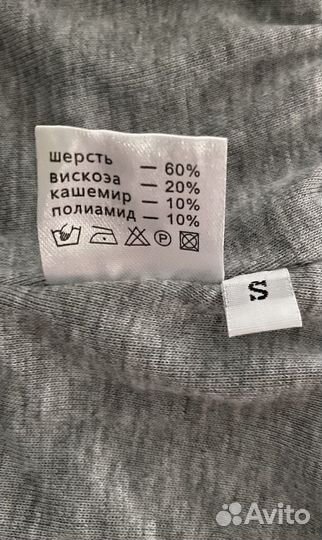 шерсть — 60%
вискоза — 20%
кашемир — 10%
полиамид — 10%
P
S
Avito